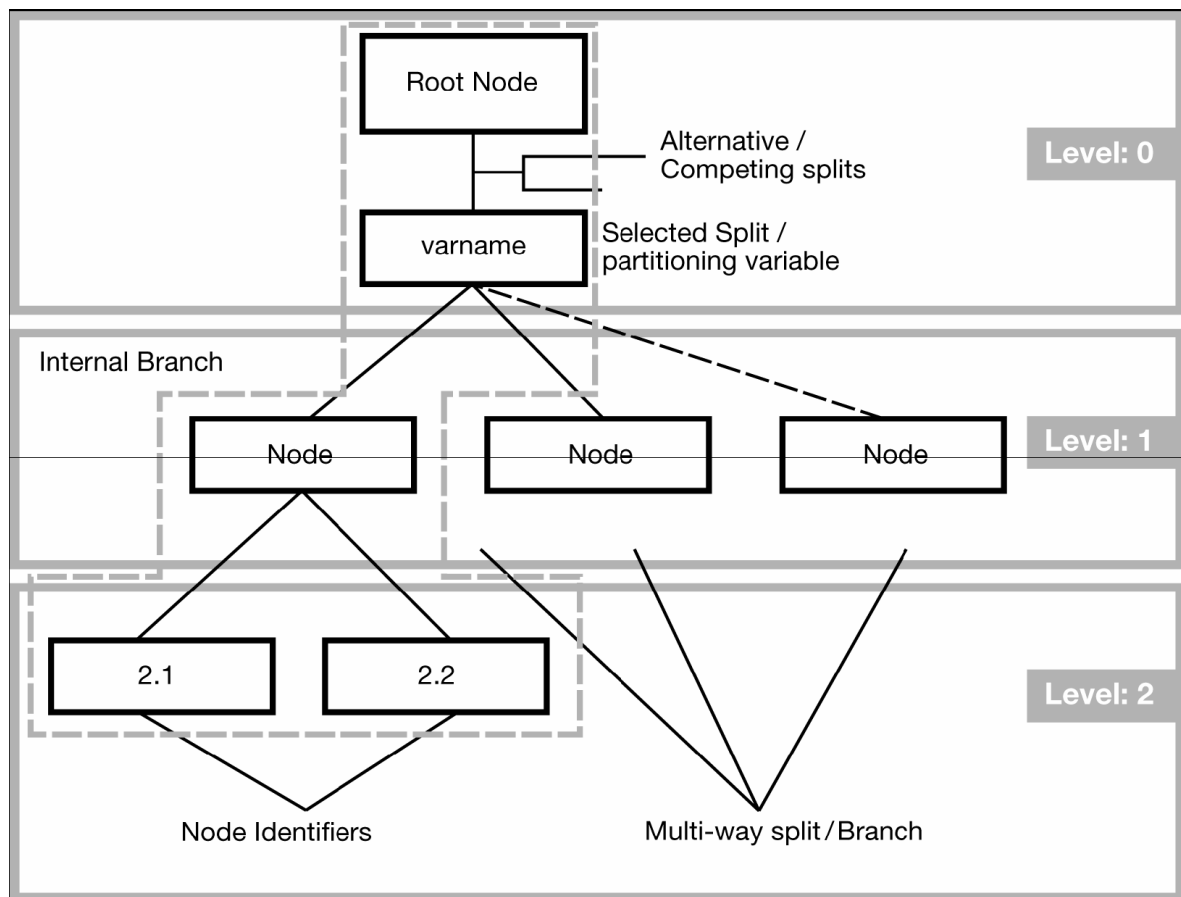 Root Node
Alternative /
Competing splits
Level: 0
varname
Selected Split /
partitioning variable
Internal Branch
Level: 1
Node
Node
Node
2.1
2.2
Level: 2
Node Identifiers
Multi-way split/Branch